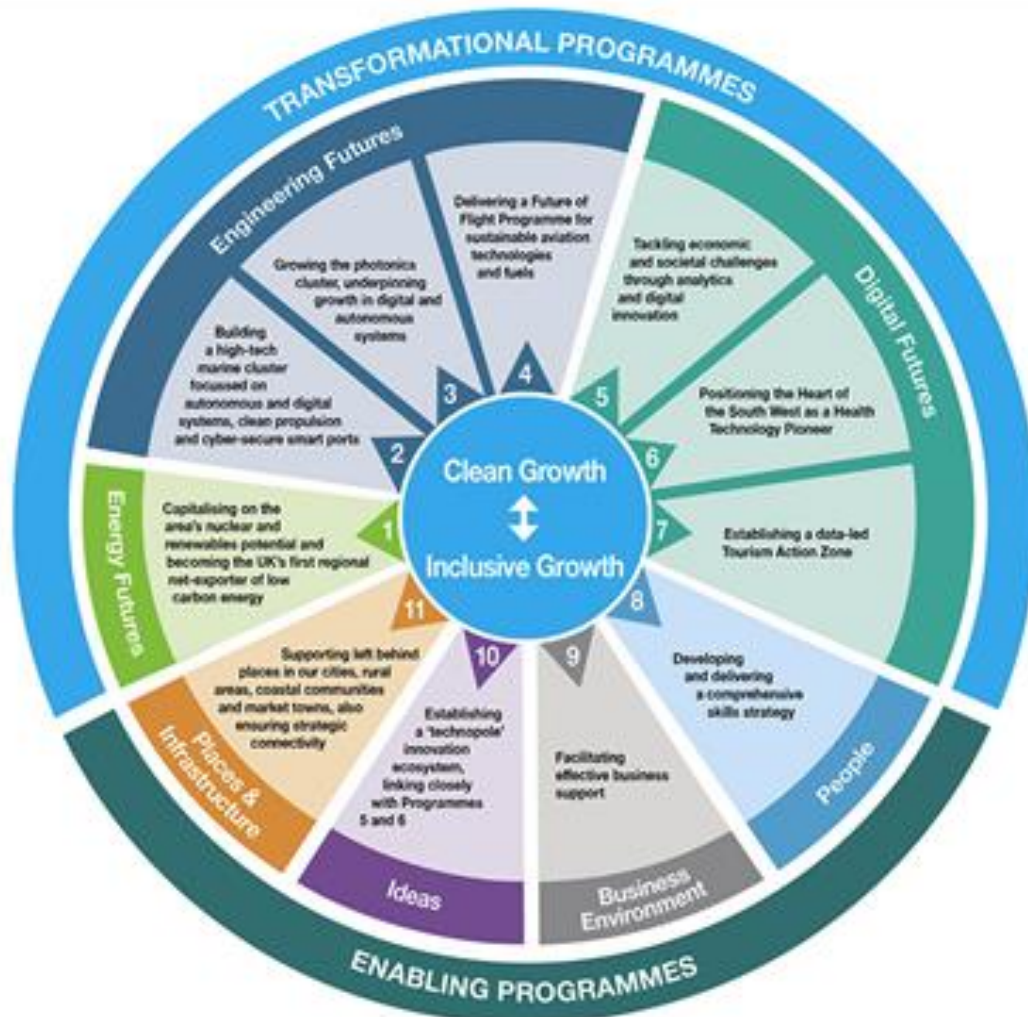 TRANSFORMATIONAL PROGRAMMES
Engineering Futures
Digital Futures
Energy Futures
Clean Growth
Inclusive Growth
1
Capitalising on the
area's nuclear and
renewables potential and
becoming the UK's first regional
net-exporter of low
carbon energy
2
Building
a high-tech
marine cluster
focussed on
autonomous and digital
systems, clean propulsion
and cyber-secure smart ports
3
Growing the photonics
cluster, underpinning
growth in digital and
autonomous
systems
4
Delivering a Future of
Flight Programme for
sustainable aviation
technologies
and fuels
5
Tackling economic
and societal challenges
through analytics
and digital
innovation
6
Positioning the Heart of
the South West as a Health
Technology Pioneer
7
Establishing a data-led
Tourism Action Zone
8
Developing
and delivering
a comprehensive
skills strategy
People
9
Facilitating
effective business
support
Business
Environment
10
Establishing
a 'technopole'
innovation
ecosystem,
linking closely
with Programmes
5 and 6
Ideas
11
Supporting left behind
places in our cities, rural
areas, coastal communities
and market towns, also
ensuring strategic
connectivity
Places &
Infrastructure
ENABLING PROGRAMMES